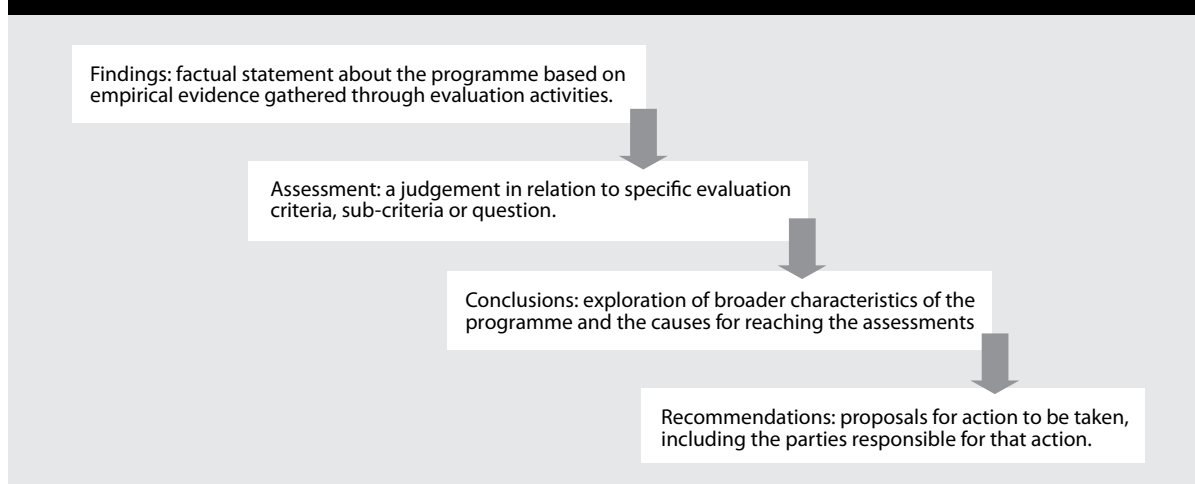 Findings: factual statement about the programme based on
empirical evidence gathered through evaluation activities.
Assessment: a judgement in relation to specific evaluation
criteria, sub-criteria or question.
Conclusions: exploration of broader characteristics of the
programme and the causes for reaching the assessments
Recommendations: proposals for action to be taken,
including the parties responsible for that action.